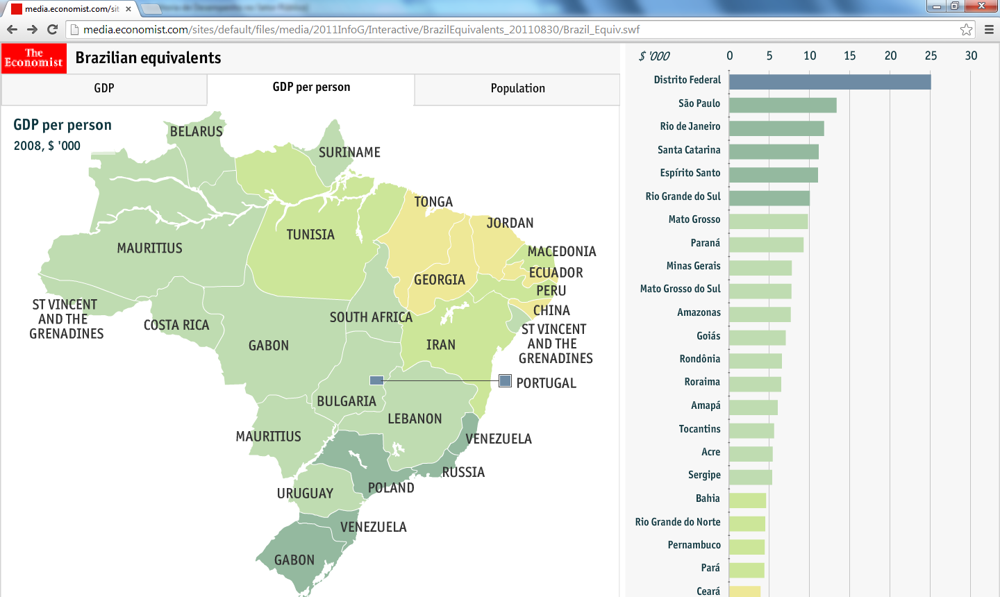 media.economist.com/sit
media.economist.com/sites/default/files/media/2011InfoG/Interactive/BrazilEquivalents_20110830/Brazil_Equiv.swf
The
Economist
Brazilian equivalents
GDP
GDP per person
Population
GDP per person
2008, $ '000
BELARUS
SURINAME
TONGA
JORDAN
TUNISIA
MAURITIUS
MACEDONIA
ECUADOR
GEORGIA
PERU
ST VINCENT
AND THE
GRENADINES
COSTA RICA
SOUTH AFRICA
CHINA
GABON
IRAN
ST VINCENT
AND THE
GRENADINES
PORTUGAL
BULGARIA
LEBANON
MAURITIUS
VENEZUELA
RUSSIA
POLAND
URUGUAY
VENEZUELA
GABON
$ '000
0 5 10 15 20 25 30
Distrito Federal
São Paulo
Rio de Janeiro
Santa Catarina
Espírito Santo
Rio Grande do Sul
Mato Grosso
Paraná
Minas Gerais
Mato Grosso do Sul
Amazonas
Goiás
Rondônia
Roraima
Amapá
Tocantins
Acre
Sergipe
Bahia
Rio Grande do Norte
Pernambuco
Pará
Ceará